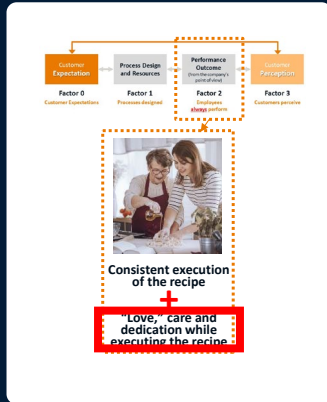 Customer
Expectation
Process Design
and Resources
Performance
Outcome
(from the company's
point of view)
Customer
Perception
Factor 0
Customer Expectations
Factor 1
Processes designed
Factor 2
Employees
always perform
Factor 3
Customers perceive
Consistent execution
of the recipe
+
"Love," care and
dedication while
executing the recipe